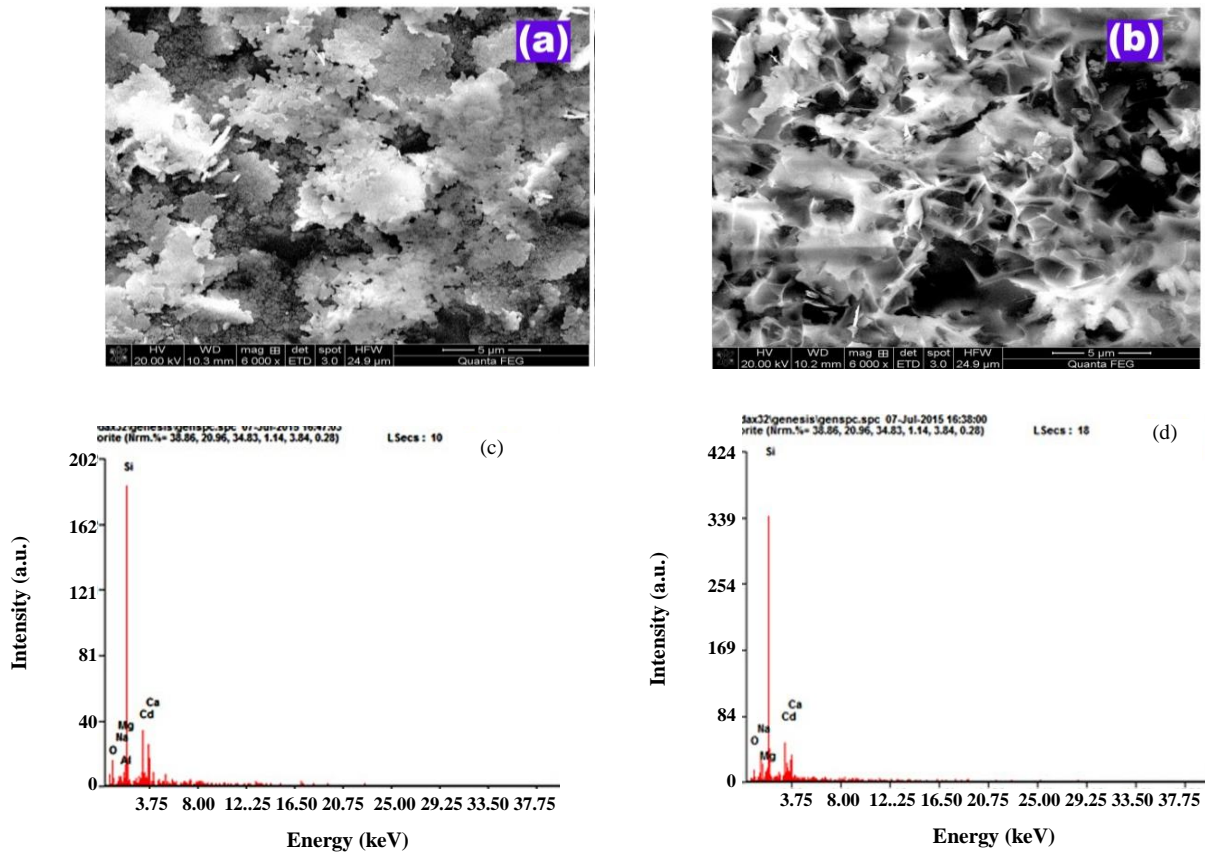 (a)
(b)
HV WD mag ⊞ det spot HFW 5 µm
20.00 kV 10.3 mm 6 000 x ETD 3.0 24.9 µm Quanta FEG
HV WD mag ⊞ det spot HFW 5 µm
20.00 kV 10.2 mm 6 000 x ETD 3.0 24.9 µm Quanta FEG
dax32\genesis\genspc.spc 07-Jul-2015 16:47:03
orite (Nrm.%= 38.86, 20.96, 34.83, 1.14, 3.84, 0.28)
LSecs : 10
(c)
202
162
121
81
40
0
Si
Ca
Cd
Mg
Na
O
Al
3.75 8.00 12..25 16.50 20.75 25.00 29.25 33.50 37.75
Energy (keV)
Intensity (a.u.)
dax32\genesis\genspc.spc 07-Jul-2015 16:38:00
orite (Nrm.%= 38.86, 20.96, 34.83, 1.14, 3.84, 0.28)
LSecs : 18
(d)
424
339
254
169
84
0
Si
Ca
Cd
Na
O
Mg
3.75 8.00 12.25 16.50 20.75 25.00 29.25 33.50 37.75
Energy (keV)
Intensity (a.u.)